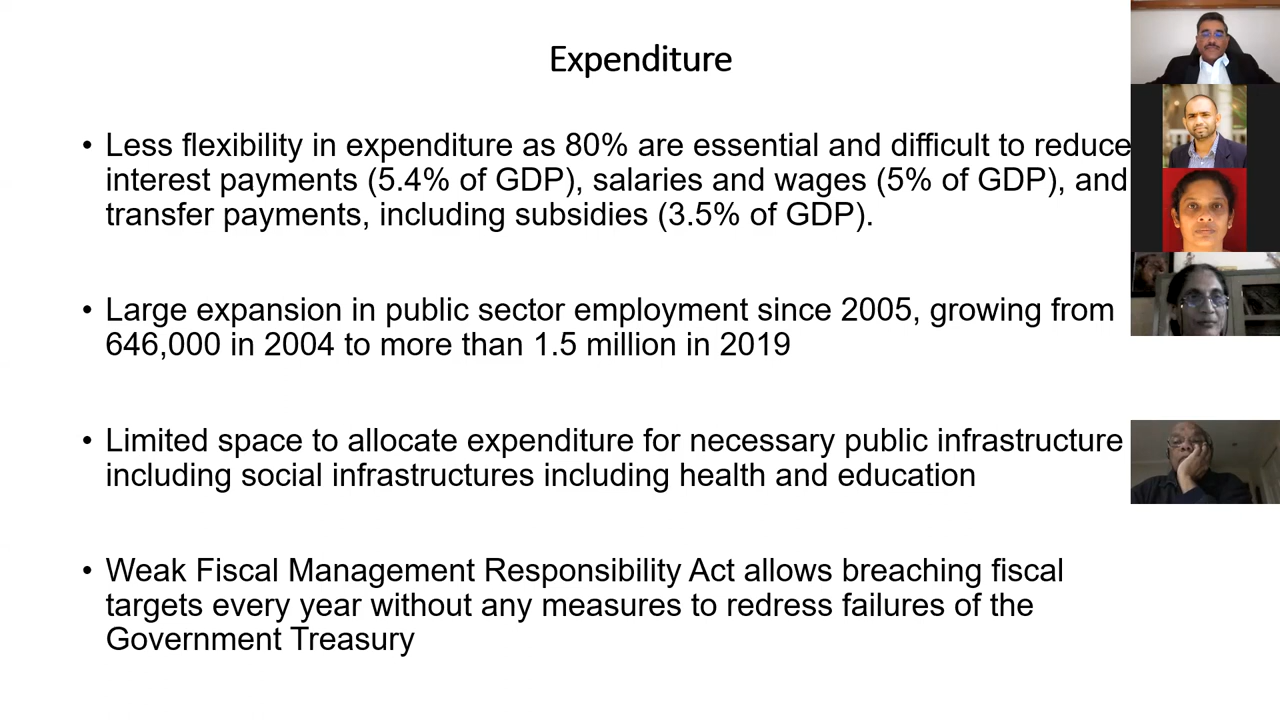 Expenditure
• Less flexibility in expenditure as 80% are essential and difficult to reduce
interest payments (5.4% of GDP), salaries and wages (5% of GDP), and
transfer payments, including subsidies (3.5% of GDP).
• Large expansion in public sector employment since 2005, growing from
646,000 in 2004 to more than 1.5 million in 2019
• Limited space to allocate expenditure for necessary public infrastructure
including social infrastructures including health and education
• Weak Fiscal Management Responsibility Act allows breaching fiscal
targets every year without any measures to redress failures of the
Government Treasury